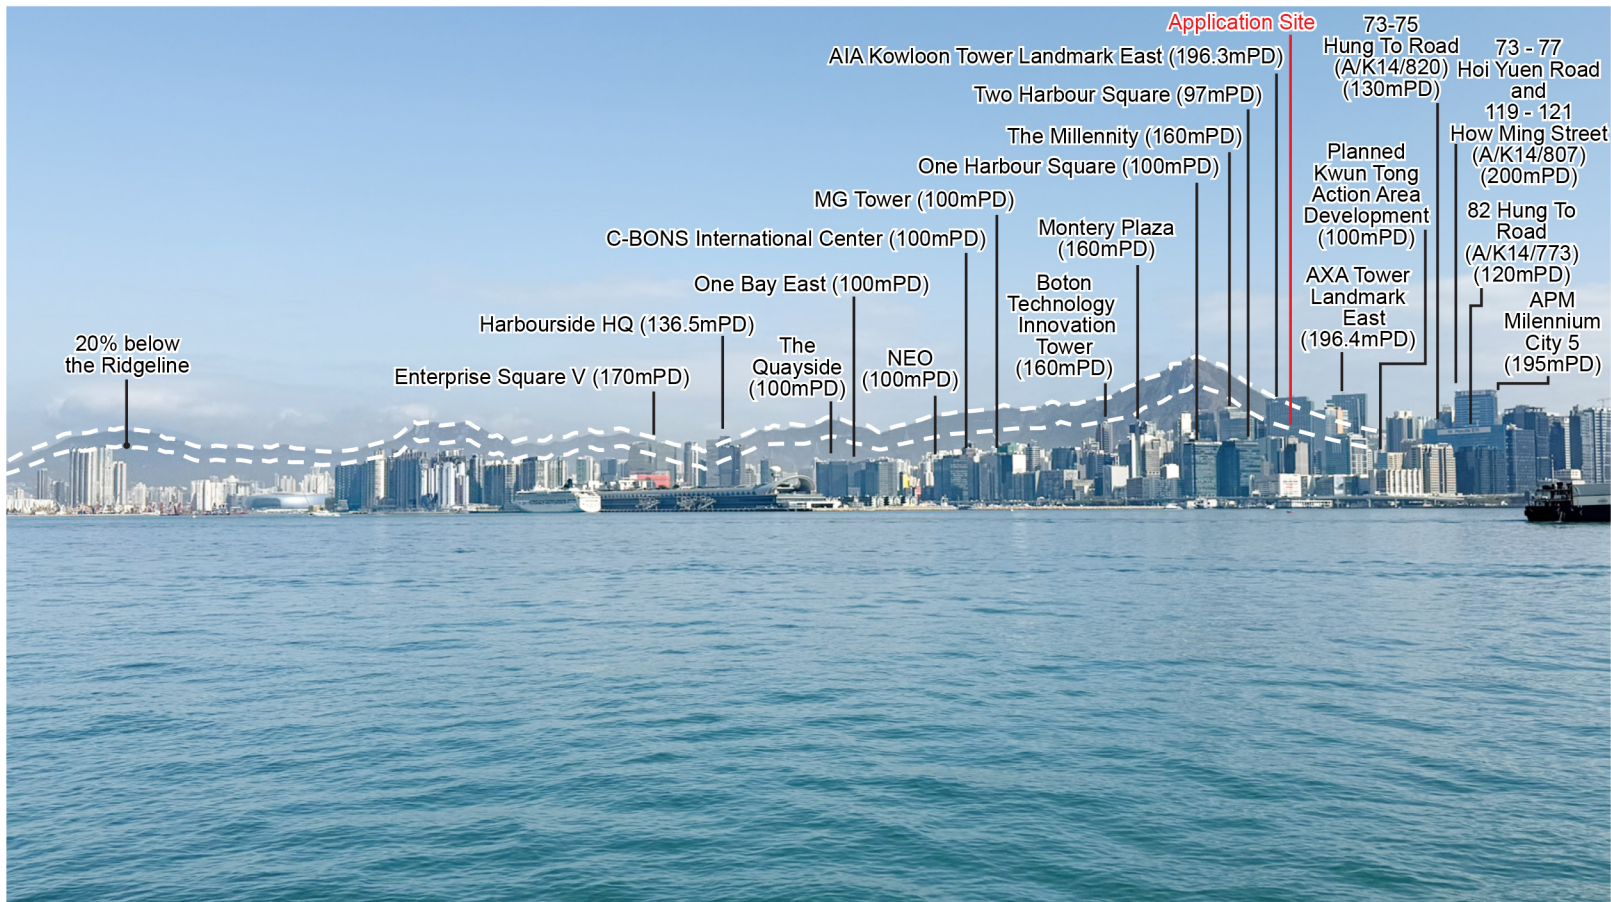 Application Site
AIA Kowloon Tower Landmark East (196.3mPD)
Two Harbour Square (97mPD)
The Millennity (160mPD)
One Harbour Square (100mPD)
MG Tower (100mPD)
C-BONS International Center (100mPD)
One Bay East (100mPD)
Harbourside HQ (136.5mPD)
Enterprise Square V (170mPD)
20% below
the Ridgeline
The
Quayside
(100mPD)
NEO
(100mPD)
Boton
Technology
Innovation
Tower
(160mPD)
Montery Plaza
(160mPD)
73-75
Hung To Road
(A/K14/820)
(130mPD)
73 - 77
Hoi Yuen Road
and
119 - 121
How Ming Street
(A/K14/807)
(200mPD)
Planned
Kwun Tong
Action Area
Development
(100mPD)
AXA Tower
Landmark
East
(196.4mPD)
82 Hung To
Road
(A/K14/773)
(120mPD)
APM
Milennium
City 5
(195mPD)